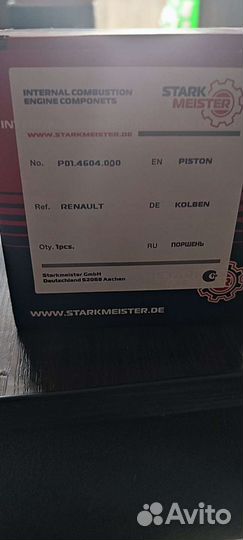 INTERNAL COMBUSTION
ENGINE COMPONETS
STARK
MEISTER
WWW.STARKMEISTER.DE
No. P01.4604.000 EN PISTON
Ref. RENAULT DE KOLBEN
Qty. 1pcs. RU ПОРШЕНЬ
Starkmeister GmbH
Deutschland 52068 Aachen
WWW.STARKMEISTER.DE
Avito